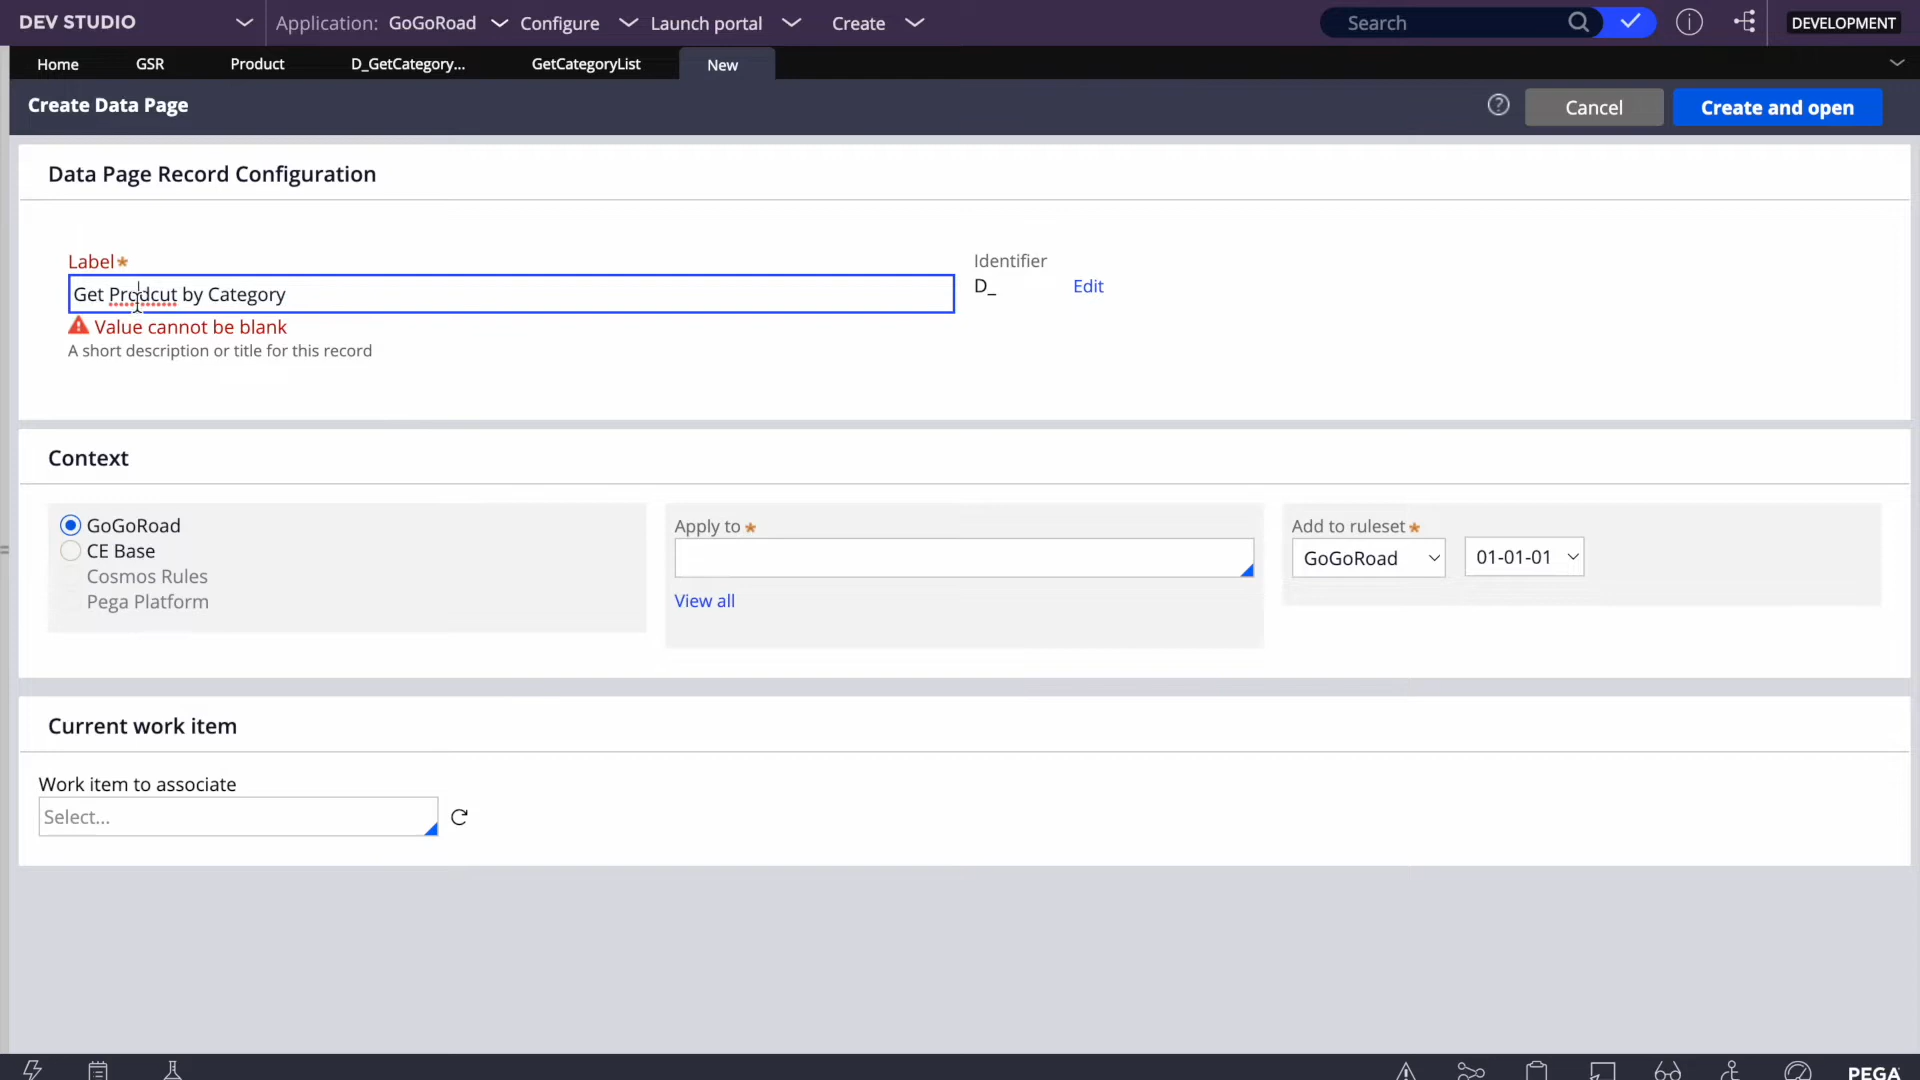 DEV STUDIO
Application: GoGoRoad
Configure
Launch portal
Create
Search
DEVELOPMENT
Home
GSR
Product
D_GetCategory...
GetCategoryList
New
Create Data Page
Cancel
Create and open
Data Page Record Configuration
Label*
Get Prodcut by Category
Value cannot be blank
A short description or title for this record
Identifier
D_
Edit
Context
GoGoRoad
CE Base
Cosmos Rules
Pega Platform
Apply to *
View all
Add to ruleset *
GoGoRoad
01-01-01
Current work item
Work item to associate
Select...
PEGA